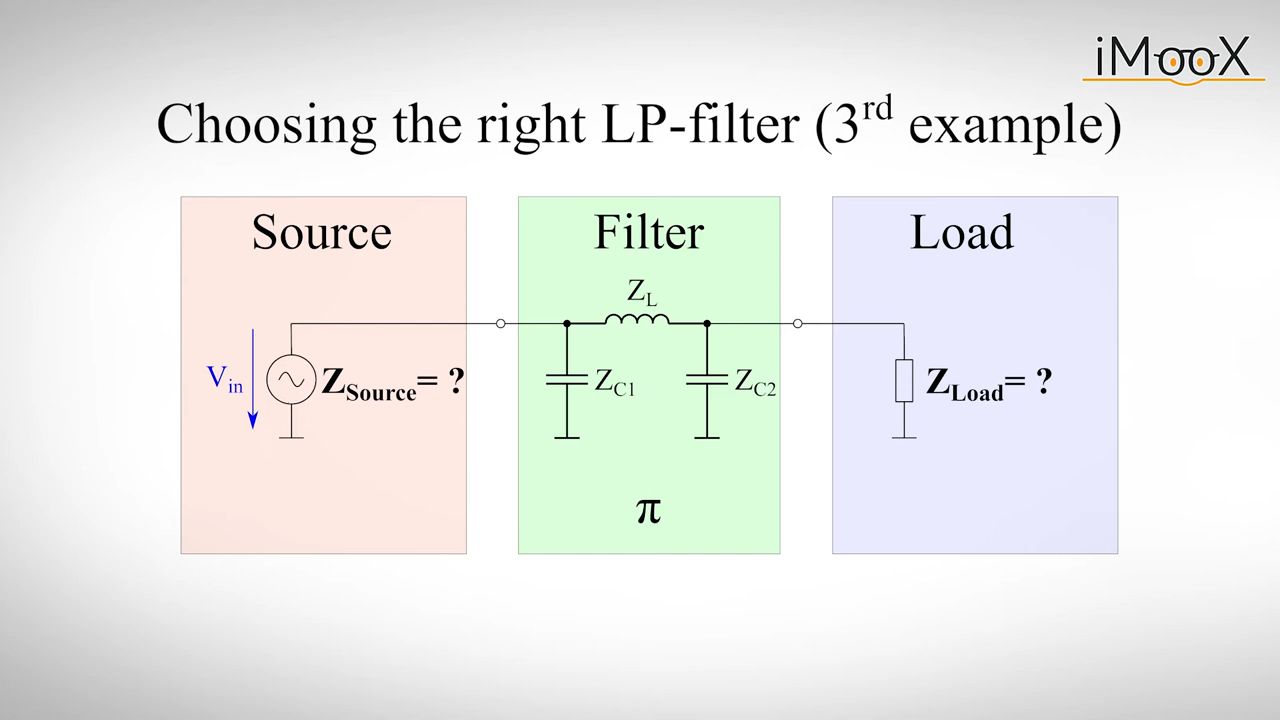 iMooX
Choosing the right LP-filter (3rd example)
Source
Filter
Load
ZL
Vin
ZSource= ?
ZC1
ZC2
ZLoad= ?
π